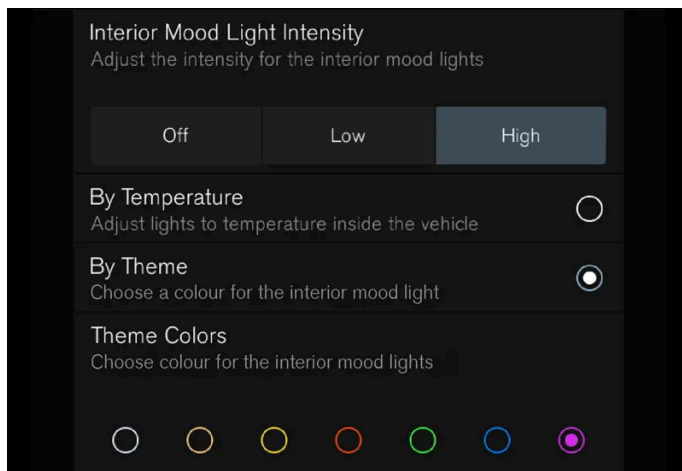 Interior Mood Light Intensity
Adjust the intensity for the interior mood lights
Off Low High
By Temperature
Adjust lights to temperature inside the vehicle
By Theme
Choose a colour for the interior mood light
Theme Colors
Choose colour for the interior mood lights